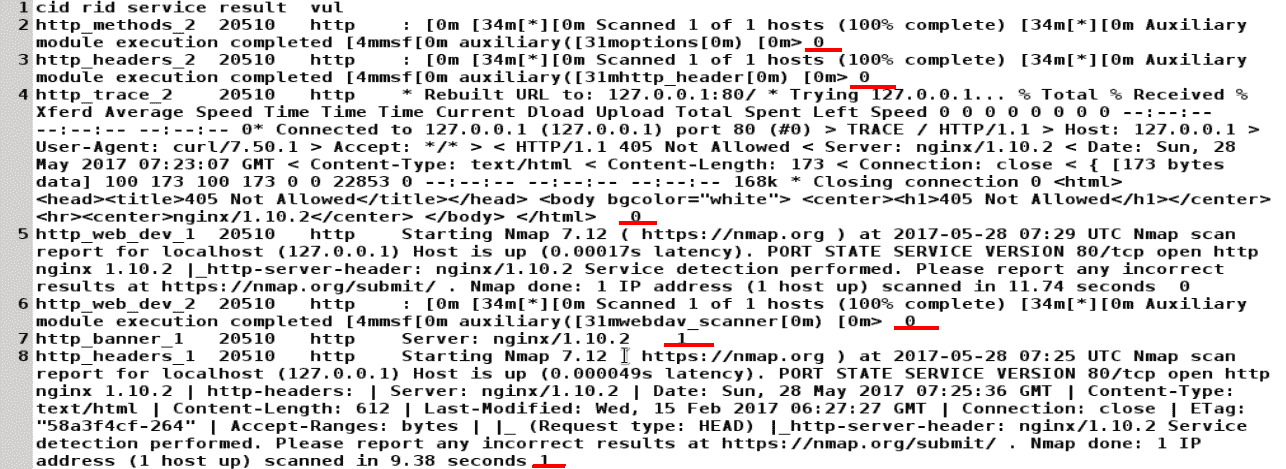 1 cid rid service result vul
2 http_methods_2 20510 http : [0m [34m[*][0m Scanned 1 of 1 hosts (100% complete) [34m[*][0m Auxiliary
module execution completed [4mmsf[0m auxiliary([31moptions[0m) [0m> 0
3 http_headers_2 20510 http : [0m [34m[*][0m Scanned 1 of 1 hosts (100% complete) [34m[*][0m Auxiliary
module execution completed [4mmsf[0m auxiliary([31mhttp_header[0m) [0m> 0
4 http_trace_2 20510 http * Rebuilt URL to: 127.0.0.1:80/ * Trying 127.0.0.1... % Total % Received %
Xferd Average Speed Time Time Time Current Dload Upload Total Spent Left Speed 0 0 0 0 0 0 0 0 --:--:--
--:--:-- --:--:-- 0* Connected to 127.0.0.1 (127.0.0.1) port 80 (#0) > TRACE / HTTP/1.1 > Host: 127.0.0.1 >
User-Agent: curl/7.50.1 > Accept: */* > < HTTP/1.1 405 Not Allowed < Server: nginx/1.10.2 < Date: Sun, 28
May 2017 07:23:07 GMT < Content-Type: text/html < Content-Length: 173 < Connection: close < { [173 bytes
data] 100 173 100 173 0 0 22853 0 --:--:-- --:--:-- --:--:-- 168k * Closing connection 0 <html>
<head><title>405 Not Allowed</title></head> <body bgcolor="white"> <center><h1>405 Not Allowed</h1></center>
<hr><center>nginx/1.10.2</center> </body> </html> 0
5 http_web_dev_1 20510 http Starting Nmap 7.12 ( https://nmap.org ) at 2017-05-28 07:29 UTC Nmap scan
report for localhost (127.0.0.1) Host is up (0.00017s latency). PORT STATE SERVICE VERSION 80/tcp open http
nginx 1.10.2 |_http-server-header: nginx/1.10.2 Service detection performed. Please report any incorrect
results at https://nmap.org/submit/ . Nmap done: 1 IP address (1 host up) scanned in 11.74 seconds 0
6 http_web_dev_2 20510 http : [0m [34m[*][0m Scanned 1 of 1 hosts (100% complete) [34m[*][0m Auxiliary
module execution completed [4mmsf[0m auxiliary([31mwebdav_scanner[0m) [0m> 0
7 http_banner_1 20510 http Server: nginx/1.10.2 1
8 http_headers_1 20510 http Starting Nmap 7.12 https://nmap.org ) at 2017-05-28 07:25 UTC Nmap scan
report for localhost (127.0.0.1) Host is up (0.000049s latency). PORT STATE SERVICE VERSION 80/tcp open http
nginx 1.10.2 | http-headers: | Server: nginx/1.10.2 | Date: Sun, 28 May 2017 07:25:36 GMT | Content-Type:
text/html | Content-Length: 612 | Last-Modified: Wed, 15 Feb 2017 06:27:27 GMT | Connection: close | ETag:
"58a3f4cf-264" | Accept-Ranges: bytes | |_ (Request type: HEAD) |_http-server-header: nginx/1.10.2 Service
detection performed. Please report any incorrect results at https://nmap.org/submit/ . Nmap done: 1 IP
address (1 host up) scanned in 9.38 seconds 1